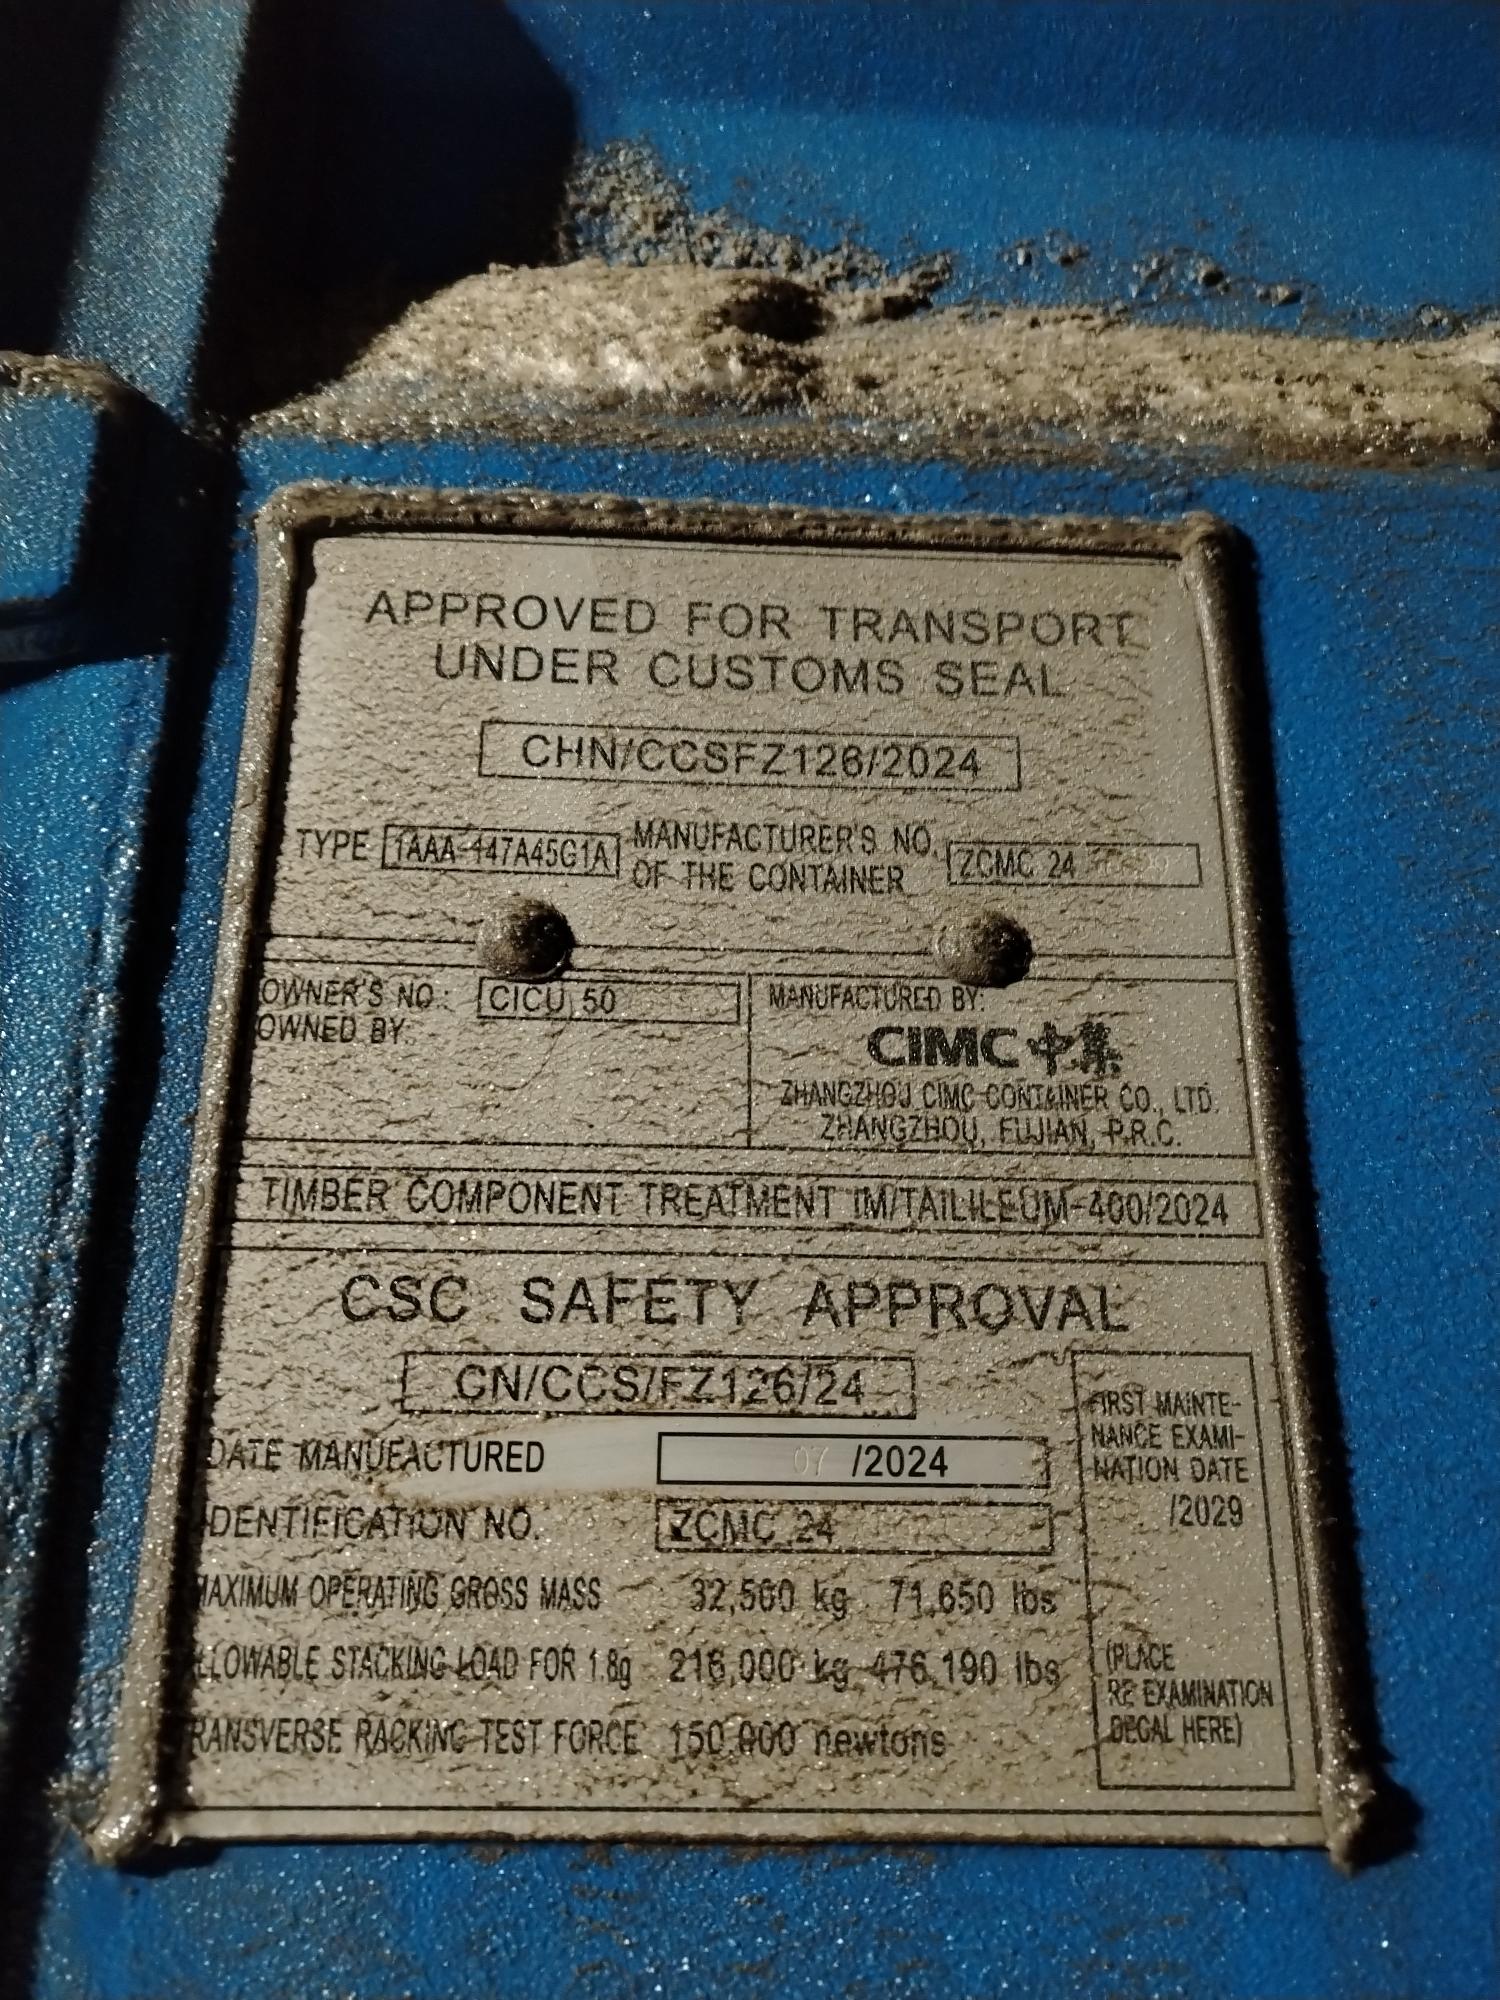 APPROVED FOR TRANSPORT
UNDER CUSTOMS SEAL
CHN/CCSFZ126/2024
TYPE 1AAA-447A45G1A MANUFACTURER'S NO. OF THE CONTAINER ZCMC 24
OWNER'S NO.: CICU 50
OWNED BY:
MANUFACTURED BY:
CIMC 中集
ZHANGZHOU CIMC CONTAINER CO., LTD.
ZHANGZHOU, FUJIAN, P.R.C.
TIMBER COMPONENT TREATMENT IM/TAILILEUM-400/2024
CSC SAFETY APPROVAL
CN/CCS/FZ126/24
DATE MANUFACTURED 07 /2024
IDENTIFICATION NO. ZCMC 24
MAXIMUM OPERATING GROSS MASS 32,500 kg 71,650 lbs
ALLOWABLE STACKING LOAD FOR 1.8g 216,000 kg 476,190 lbs
TRANSVERSE RACKING TEST FORCE 150,000 newtons
FIRST MAINTE-
NANCE EXAMI-
NATION DATE
/2029
(PLACE
RE EXAMINATION
DECAL HERE)